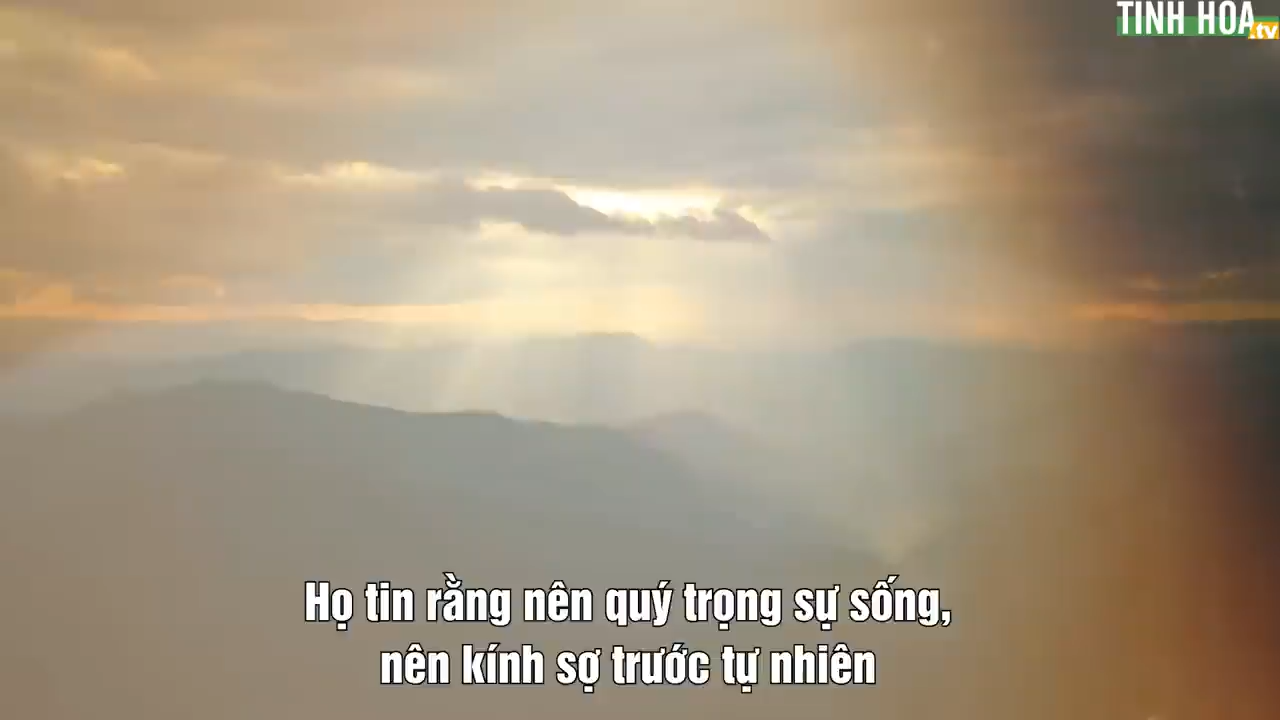 TINH HOA
.tv
Họ tin rằng nên quý trọng sự sống,
nên kính sợ trước tự nhiên